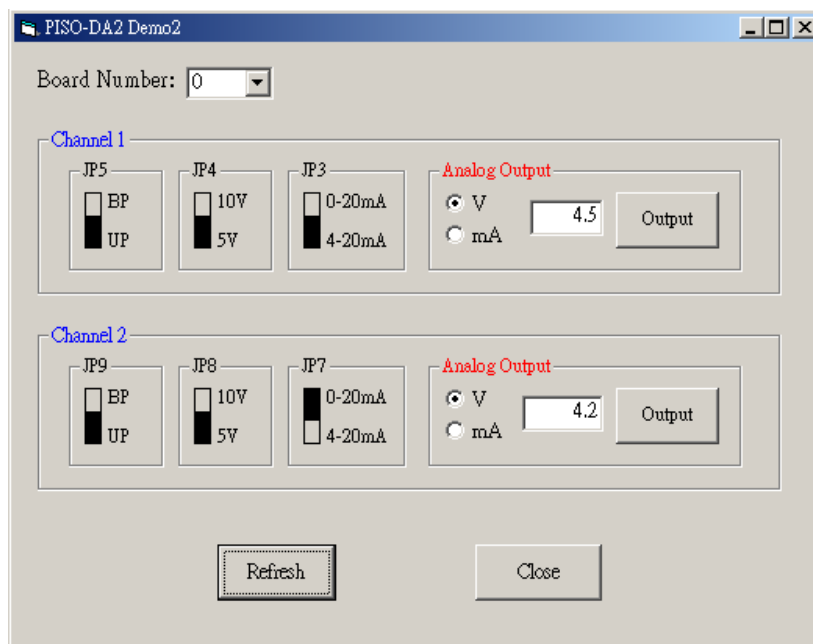 PISO-DA2 Demo2
Board Number: 0
Channel 1
JP5 JP4 JP3 Analog Output
BP 10V 0-20mA V
UP 5V 4-20mA mA
4.5 Output
Channel 2
JP9 JP8 JP7 Analog Output
BP 10V 0-20mA V
UP 5V 4-20mA mA
4.2 Output
Refresh Close